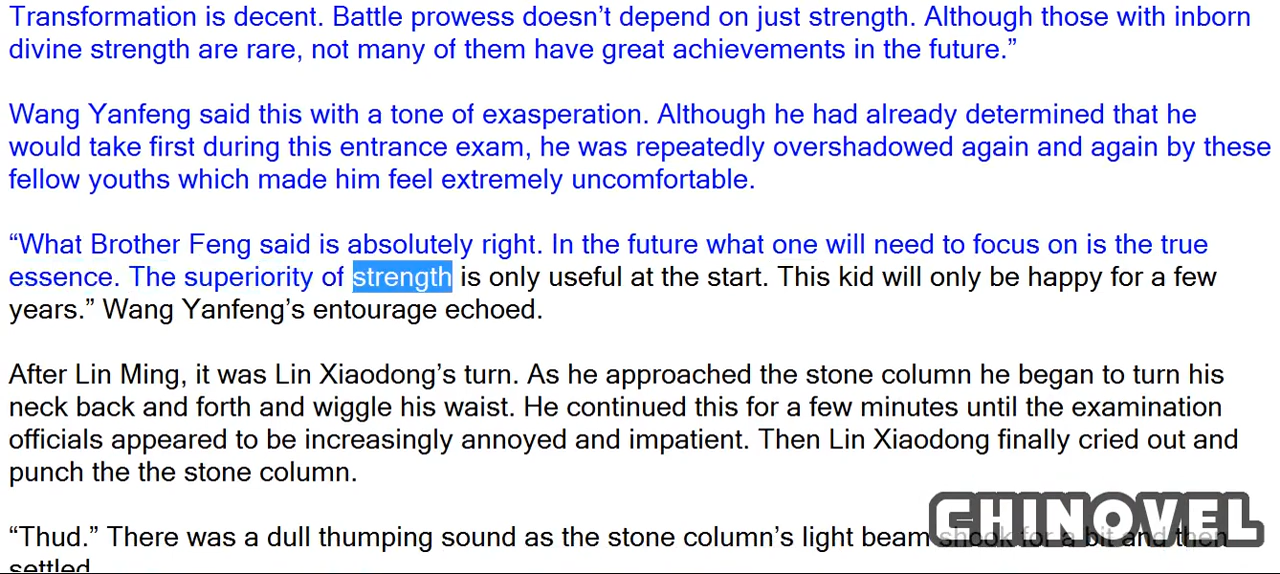 Transformation is decent. Battle prowess doesn’t depend on just strength. Although those with inborn
divine strength are rare, not many of them have great achievements in the future.”
Wang Yanfeng said this with a tone of exasperation. Although he had already determined that he
would take first during this entrance exam, he was repeatedly overshadowed again and again by these
fellow youths which made him feel extremely uncomfortable.
“What Brother Feng said is absolutely right. In the future what one will need to focus on is the true
essence. The superiority of strength is only useful at the start. This kid will only be happy for a few
years.” Wang Yanfeng’s entourage echoed.
After Lin Ming, it was Lin Xiaodong’s turn. As he approached the stone column he began to turn his
neck back and forth and wiggle his waist. He continued this for a few minutes until the examination
officials appeared to be increasingly annoyed and impatient. Then Lin Xiaodong finally cried out and
punch the the stone column.
“Thud.” There was a dull thumping sound as the stone column’s light beam shook for a bit and then
settled
CHINOVEL